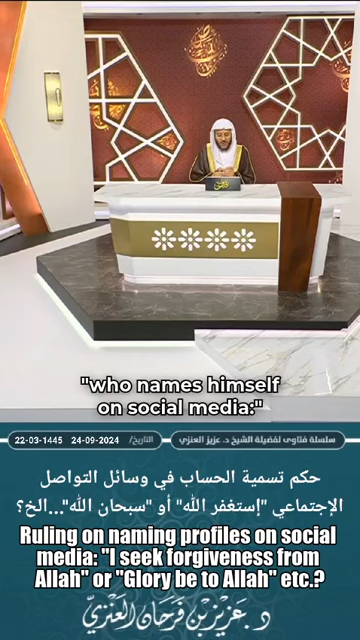 "who names himself
on social media:"
سلسلة فتاوى لفضيلة الشيخ د. عزيز العنزي
التاريخ/
24-09-2024
22-03-1445
حكم تسمية الحساب في وسائل التواصل
الإجتماعي "إستغفر الله" أو "سبحان الله"...الخ؟
Ruling on naming profiles on social
media: "I seek forgiveness from
Allah" or "Glory be to Allah" etc.?
د. عزيز بن فرحان العنزي